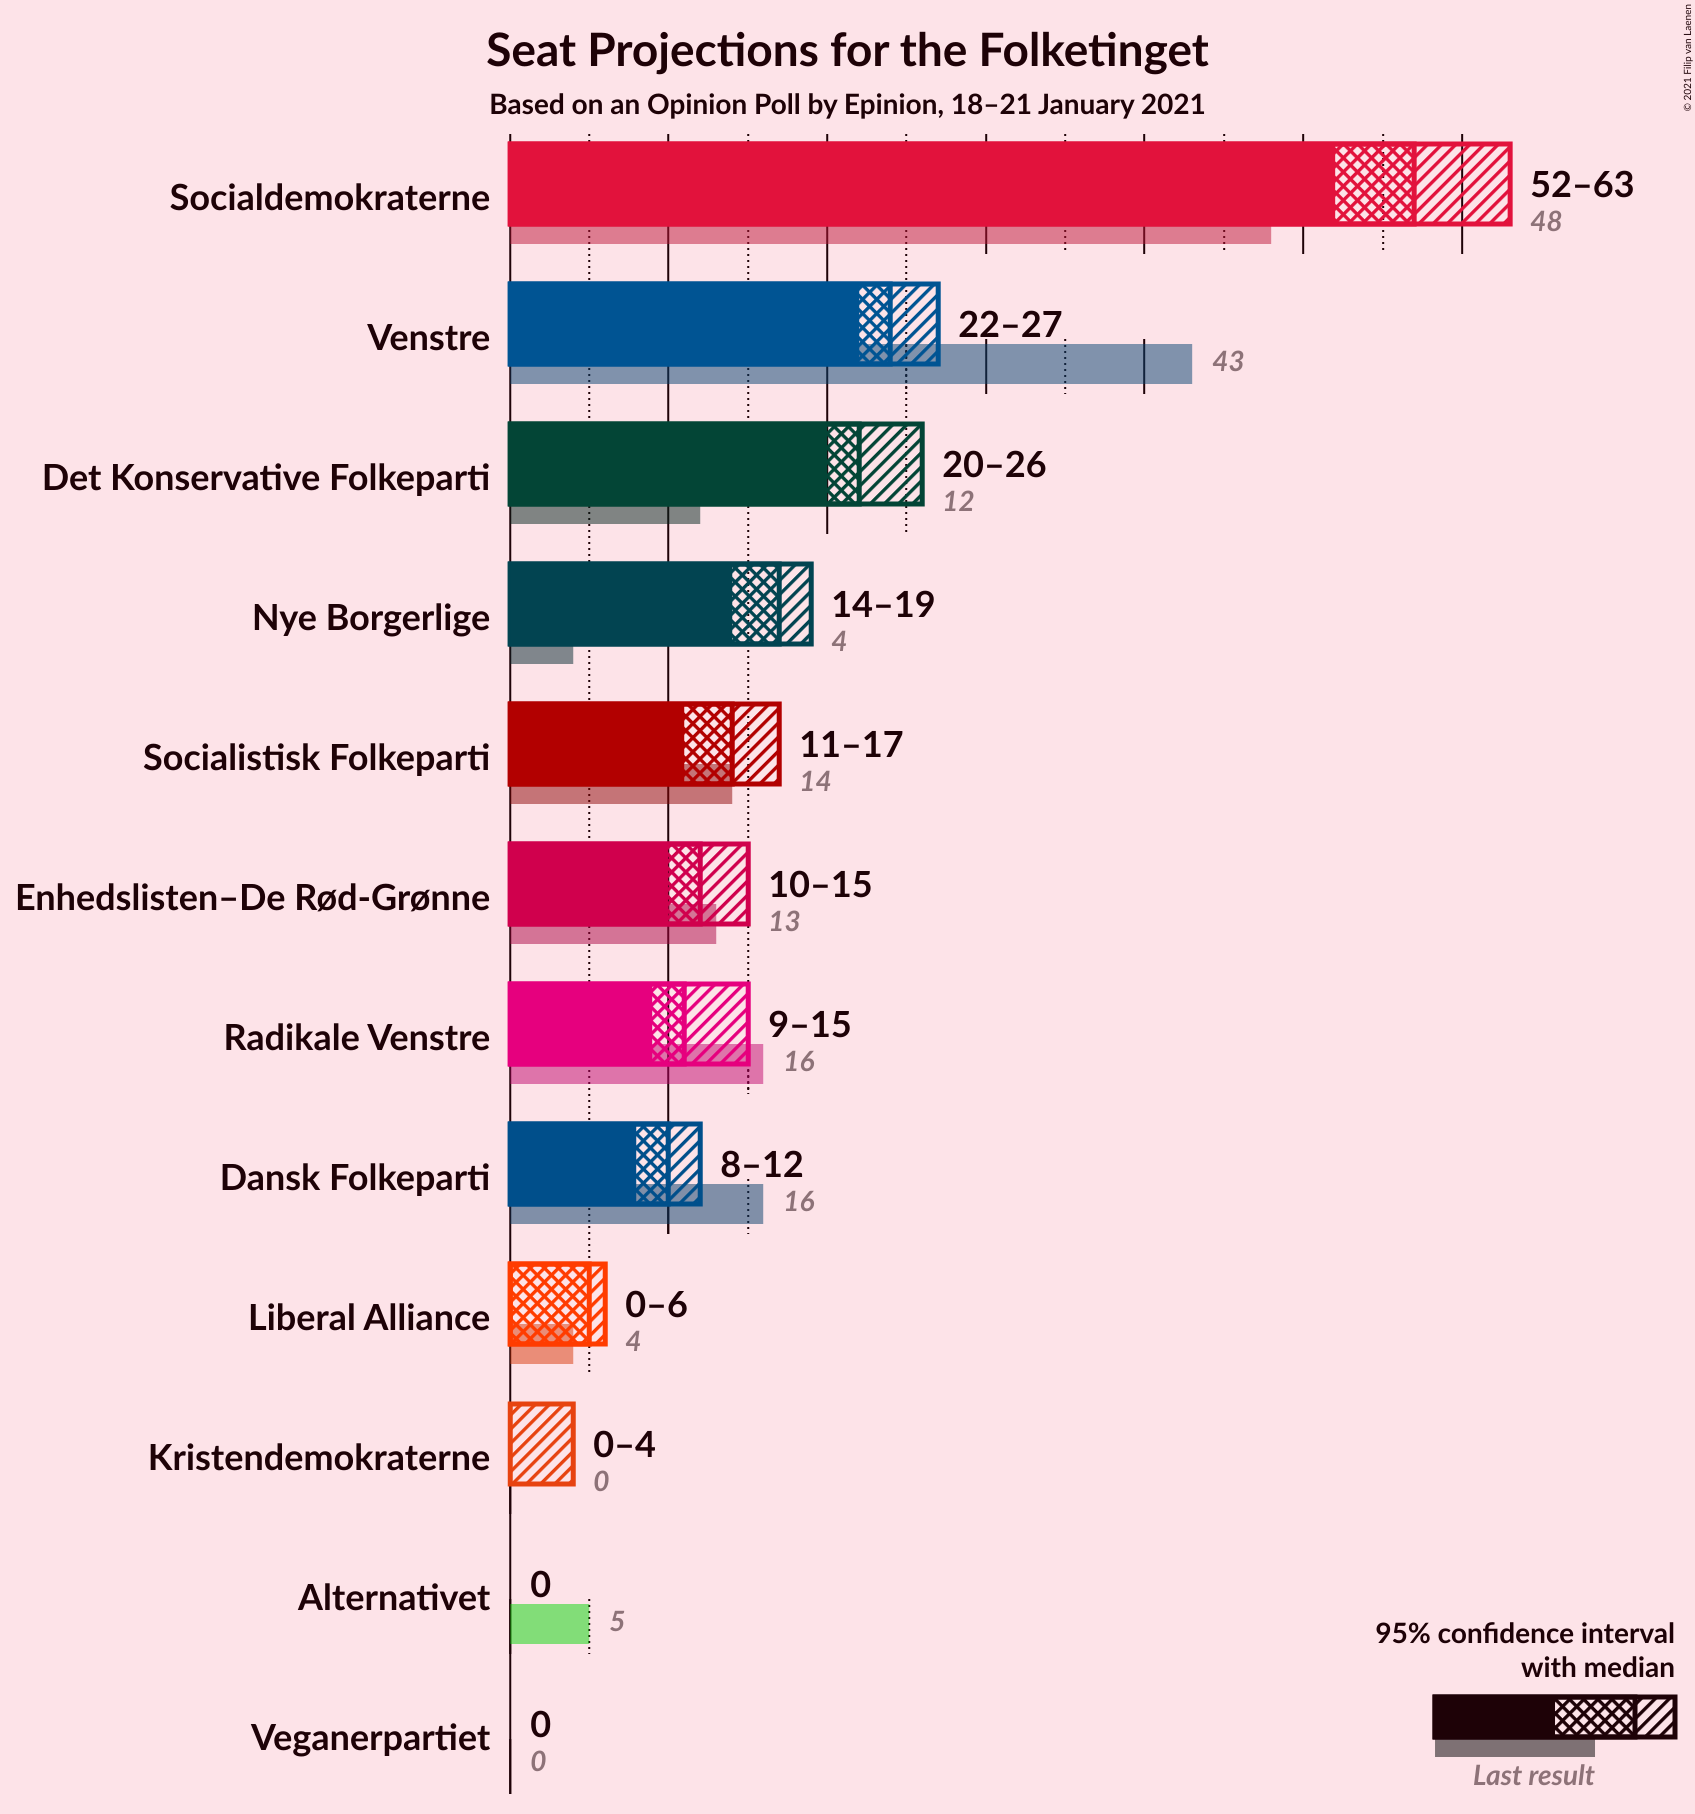 Seat Projections for the Folketinget
Based on an Opinion Poll by Epinion, 18–21 January 2021
© 2021 Filip van Laenen
Socialdemokraterne
52–63
48
Venstre
22–27
43
Det Konservative Folkeparti
20–26
12
Nye Borgerlige
14–19
4
Socialistisk Folkeparti
11–17
14
Enhedslisten–De Rød-Grønne
10–15
13
Radikale Venstre
9–15
16
Dansk Folkeparti
8–12
16
Liberal Alliance
0–6
4
Kristendemokraterne
0–4
0
Alternativet
0
5
Veganerpartiet
0
0
95% confidence interval
with median
Last result